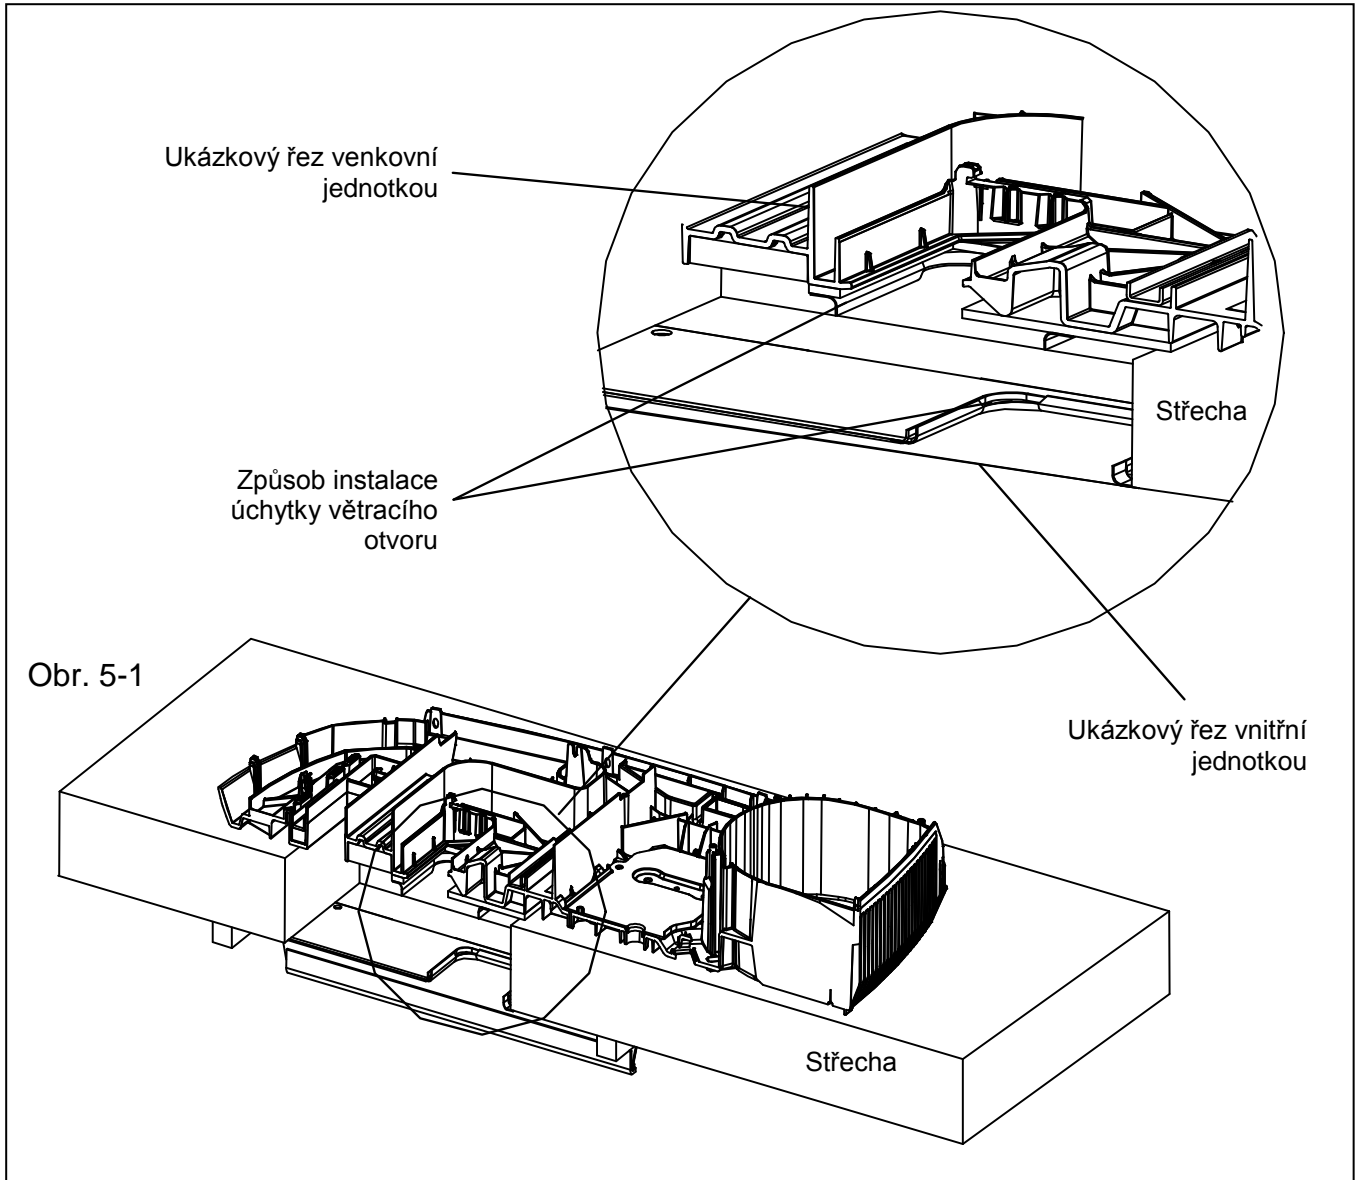 Ukázkový řez venkovní
jednotkou
Střecha
Způsob instalace
úchytky větracího
otvoru
Obr. 5-1
Ukázkový řez vnitřní
jednotkou
Střecha